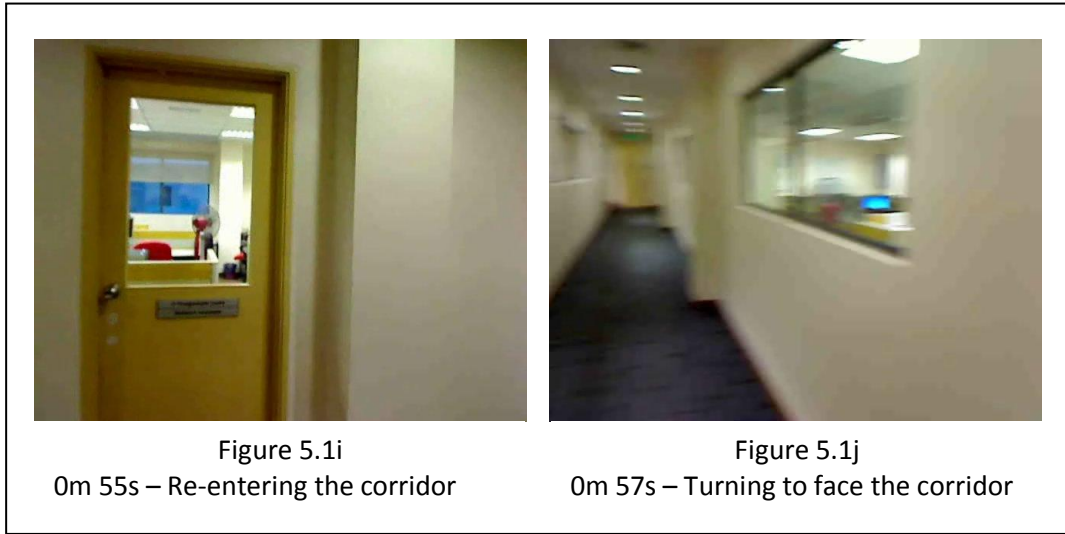 Figure 5.1i
0m 55s – Re-entering the corridor
Figure 5.1j
0m 57s – Turning to face the corridor